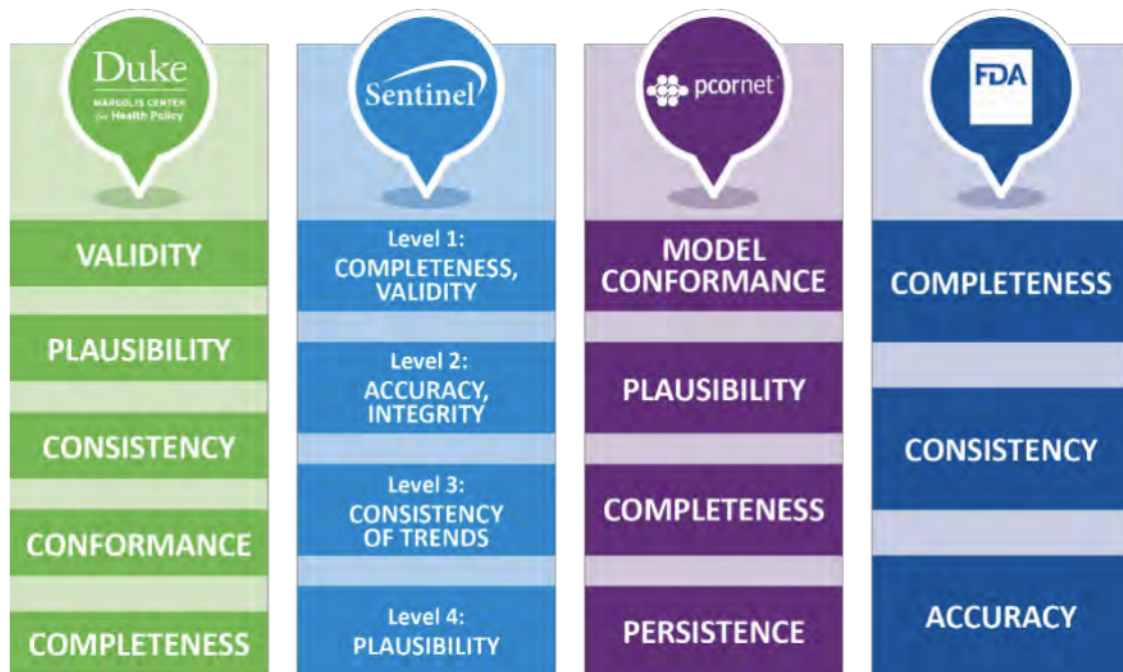 Duke
MARGOLIS CENTER
for Health Policy
VALIDITY
PLAUSIBILITY
CONSISTENCY
CONFORMANCE
COMPLETENESS
Sentinel
Level 1:
COMPLETENESS,
VALIDITY
Level 2:
ACCURACY,
INTEGRITY
Level 3:
CONSISTENCY
OF TRENDS
Level 4:
PLAUSIBILITY
pcornet
MODEL
CONFORMANCE
PLAUSIBILITY
COMPLETENESS
PERSISTENCE
FDA
COMPLETENESS
CONSISTENCY
ACCURACY